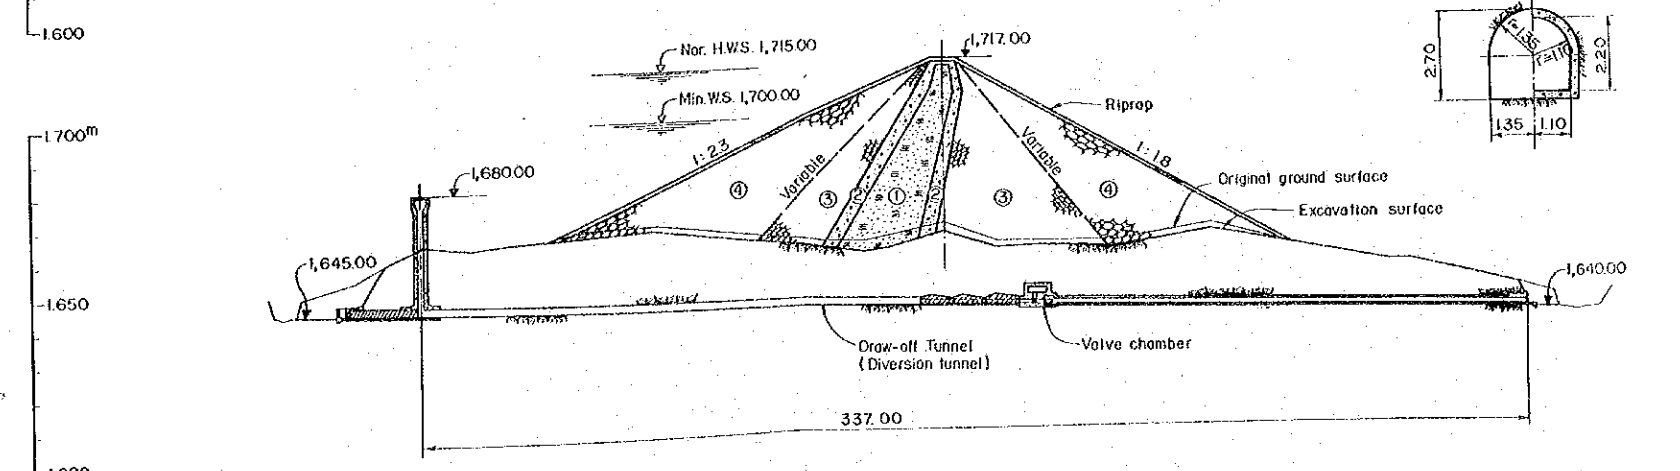 1.600
Nor. H.W.S. 1,715.00
1,717.00
Min. W.S. 1,700.00
Riprap
1.700m
1:2.3
Variable
Variable
1:1.8
1,680.00
Original ground surface
Excavation surface
④
③
②
①
②
③
④
1,645.00
1,640.00
1.650
Draw-off Tunnel
(Diversion tunnel)
Valve chamber
337.00
2.70
r=1.35
r=1.10
2.20
1.35
1.10